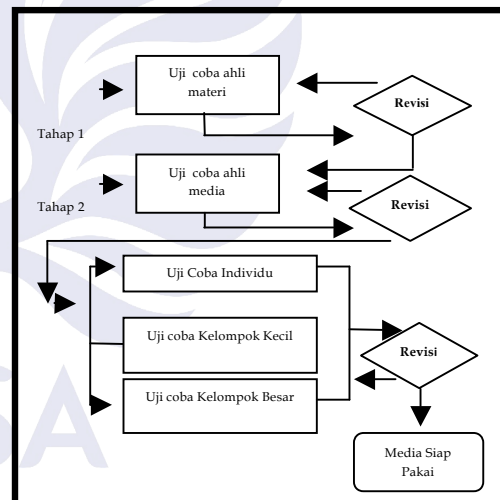 Uji coba ahli
materi
Revisi
Tahap 1
Uji coba ahli
media
Tahap 2
Revisi
Uji Coba Individu
Uji coba Kelompok Kecil
Revisi
Uji coba Kelompok Besar
Media Siap
Pakai
SA